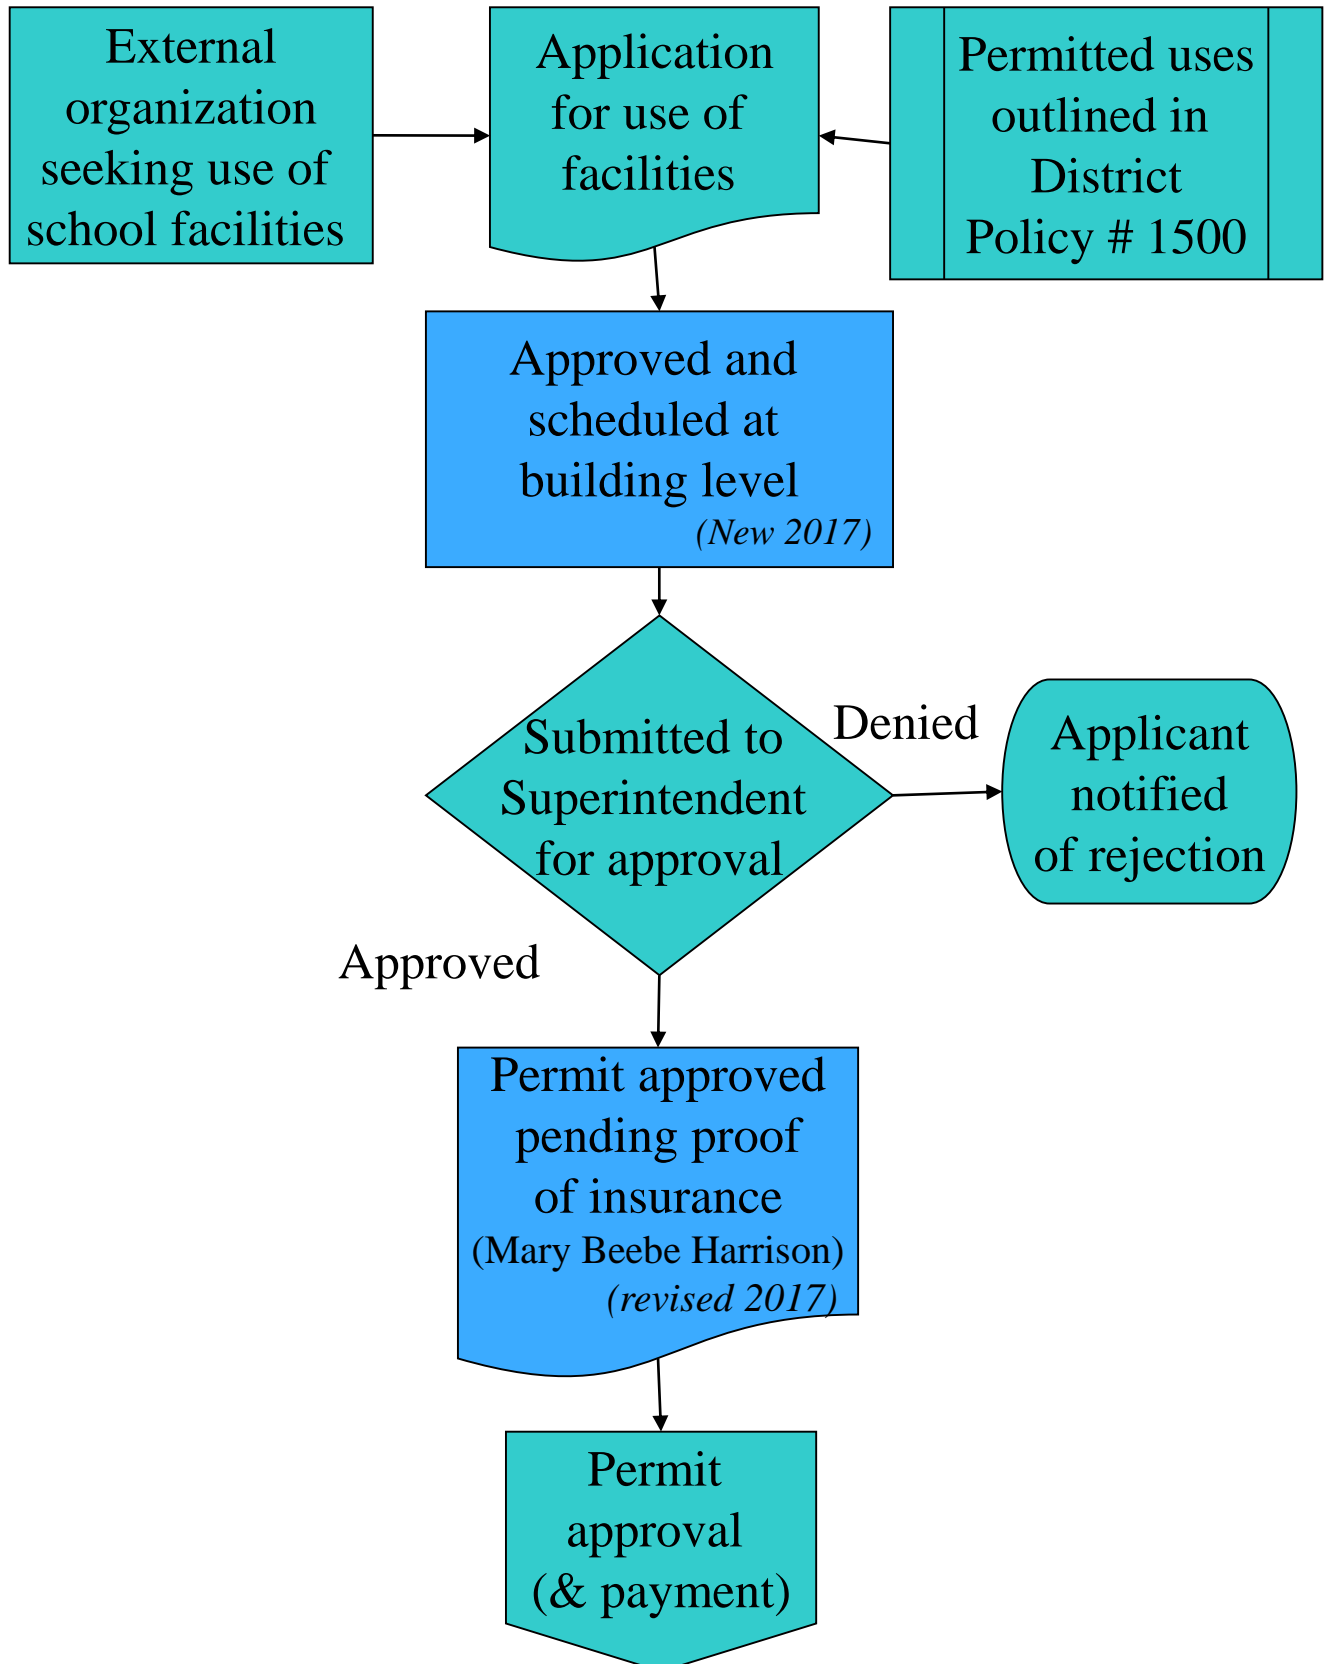 External
organization
seeking use of
school facilities
Application
for use of
facilities
Permitted uses
outlined in
District
Policy # 1500
Approved and
scheduled at
building level
(New 2017)
Submitted to
Superintendent
for approval
Denied
Applicant
notified
of rejection
Approved
Permit approved
pending proof
of insurance
(Mary Beebe Harrison)
(revised 2017)
Permit
approval
(& payment)